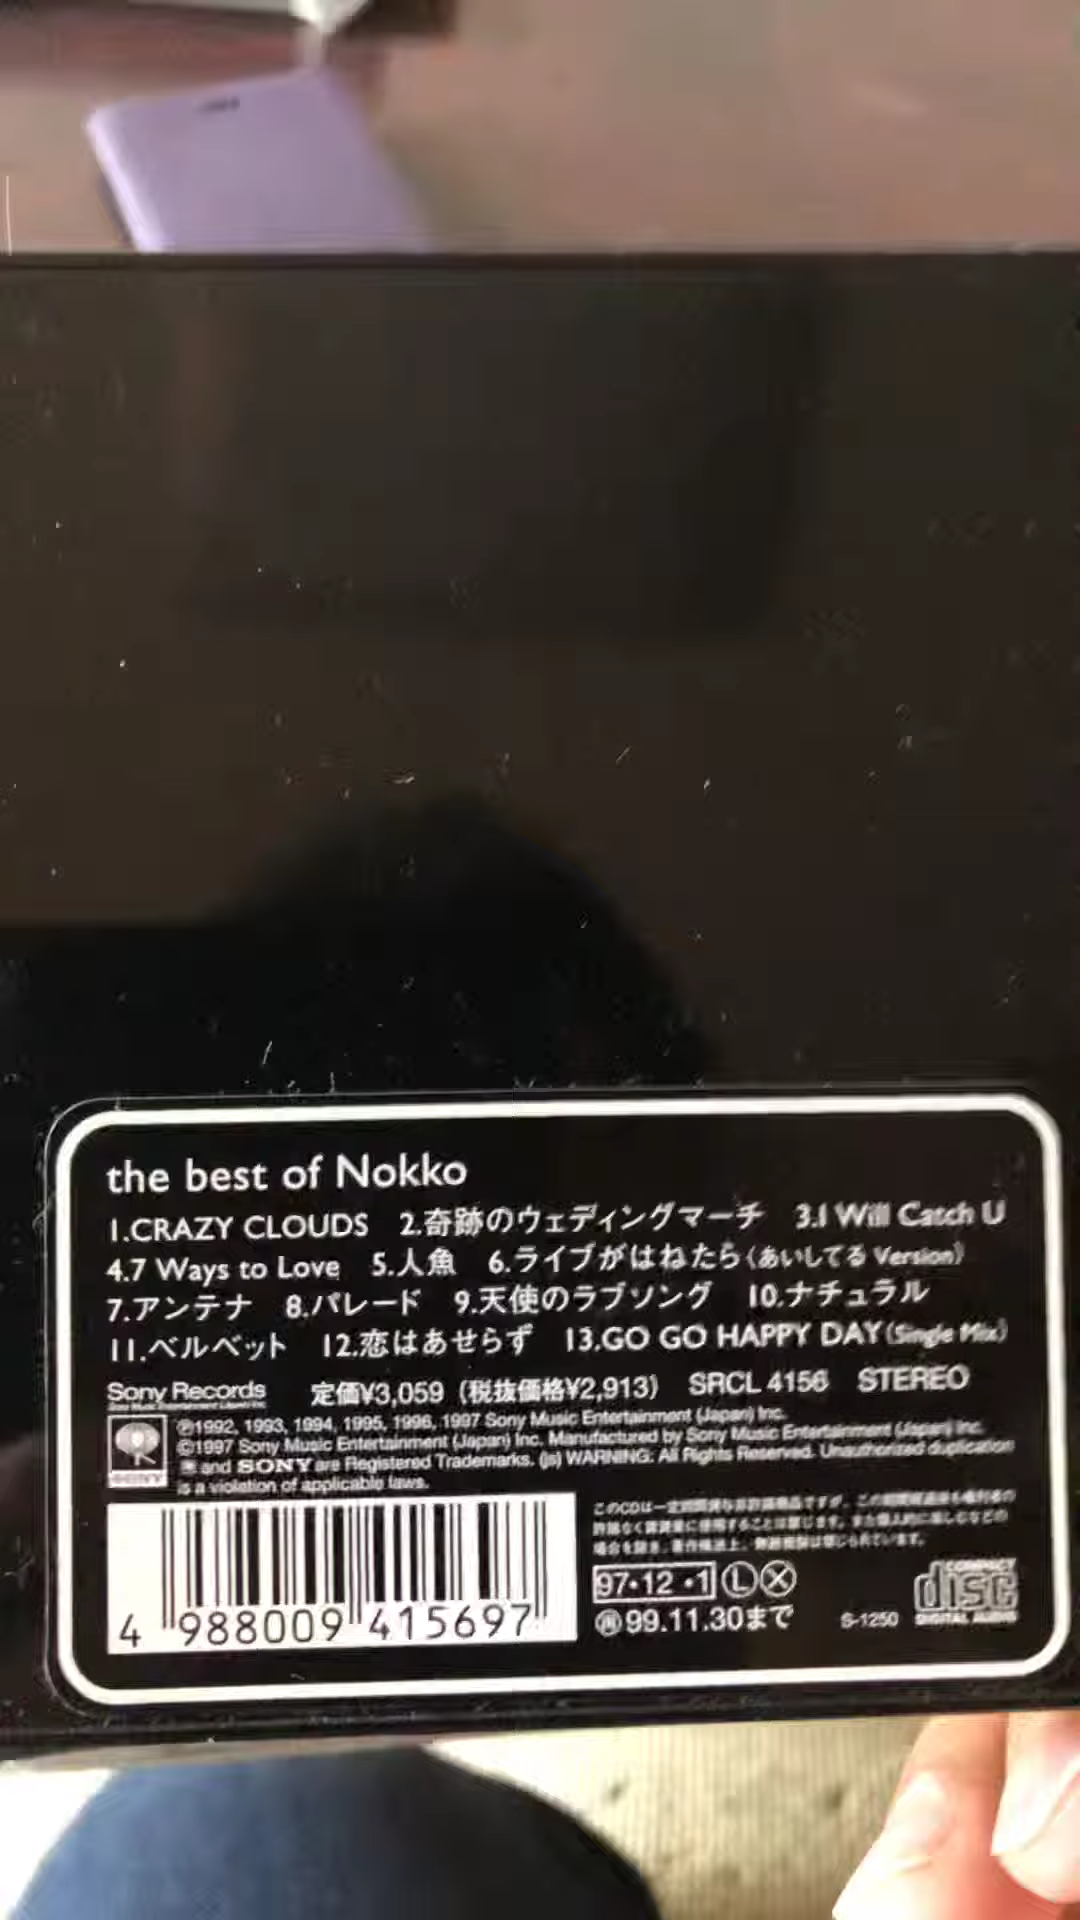 the best of Nokko
1.CRAZY CLOUDS 2.奇跡のウェディングマーチ 3.I Will Catch U
4.7 Ways to Love 5.人魚 6.ライブがはねたら(あいしてる Version)
7.アンテナ 8.パレード 9.天使のラブソング 10.ナチュラル
11.ベルベット 12.恋はあせらず 13.GO GO HAPPY DAY(Single Mix)
Sony Records 定価¥3,059(税抜価格¥2,913) SRCL 4156 STEREO
℗1992, 1993, 1994, 1995, 1996, 1997 Sony Music Entertainment (Japan) Inc.
©1997 Sony Music Entertainment (Japan) Inc. Manufactured by Sony Music Entertainment (Japan) Inc.
and SONY are Registered Trademarks. (js) WARNING: All Rights Reserved. Unauthorized duplication
is a violation of applicable laws.
SONY
4 988009 415697
97・12・1 Ⓛ Ⓧ
99.11.30まで
S-1250
COMPACT
disc
DIGITAL AUDIO